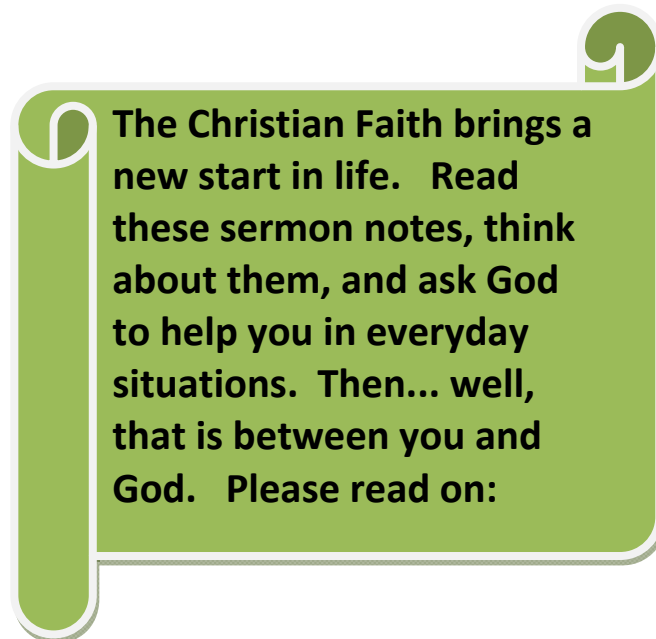 The Christian Faith brings a
new start in life.   Read
these sermon notes, think
about them, and ask God
to help you in everyday
situations.  Then... well,
that is between you and
God.   Please read on: